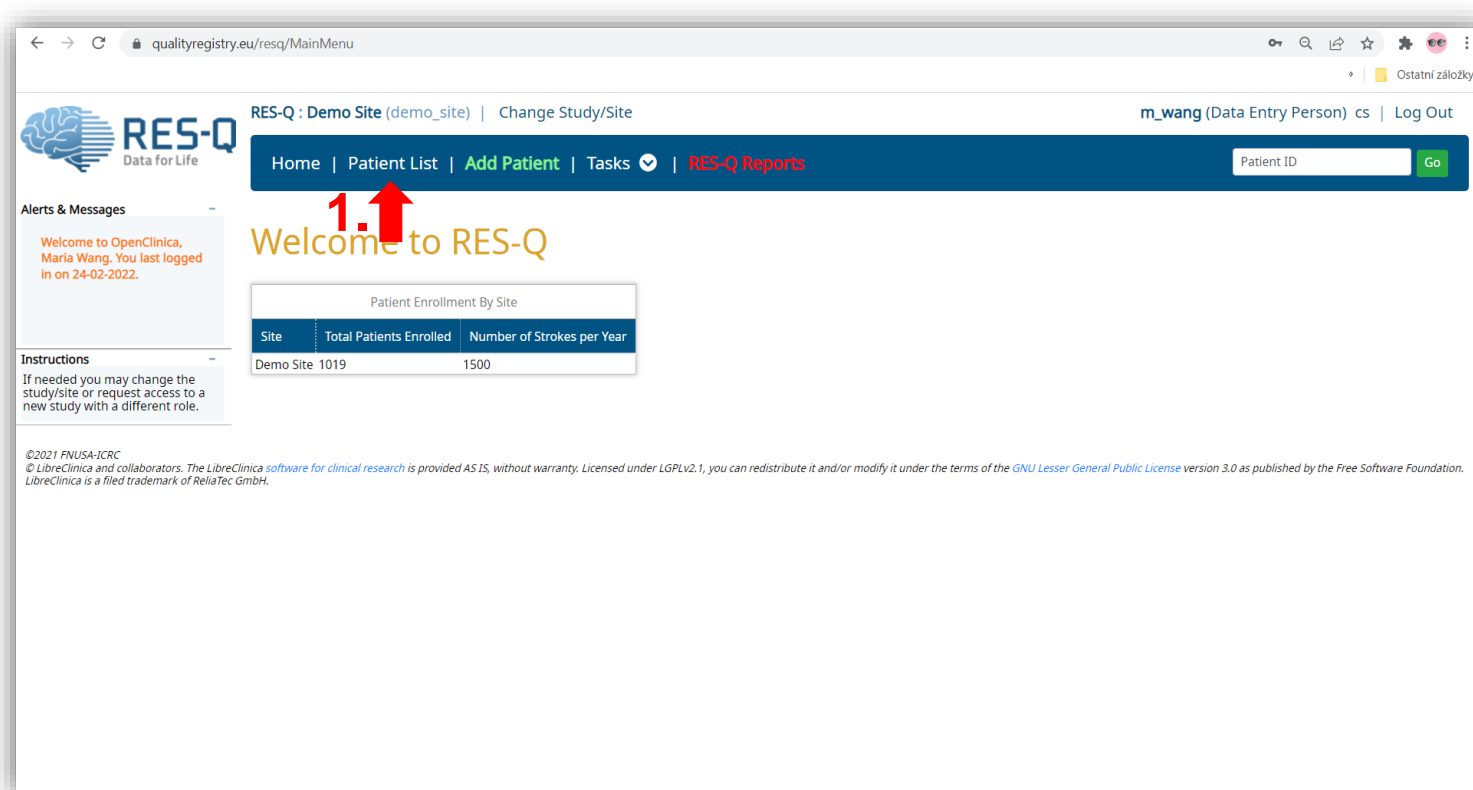 qualityregistry.eu/resq/MainMenu
Ostatní záložky
RES-Q
Data for Life
RES-Q : Demo Site (demo_site) | Change Study/Site
m_wang (Data Entry Person) cs | Log Out
Home | Patient List | Add Patient | Tasks | RES-Q Reports
Patient ID
Go
1.
Alerts & Messages
Welcome to OpenClinica,
Maria Wang. You last logged
in on 24-02-2022.
Instructions
If needed you may change the
study/site or request access to a
new study with a different role.
Welcome to RES-Q
Patient Enrollment By Site
Site Total Patients Enrolled Number of Strokes per Year
Demo Site 1019 1500
©2021 FNUSA-ICRC
© LibreClinica and collaborators. The LibreClinica software for clinical research is provided AS IS, without warranty. Licensed under LGPLv2.1, you can redistribute it and/or modify it under the terms of the GNU Lesser General Public License version 3.0 as published by the Free Software Foundation.
LibreClinica is a filed trademark of ReliaTec GmbH.